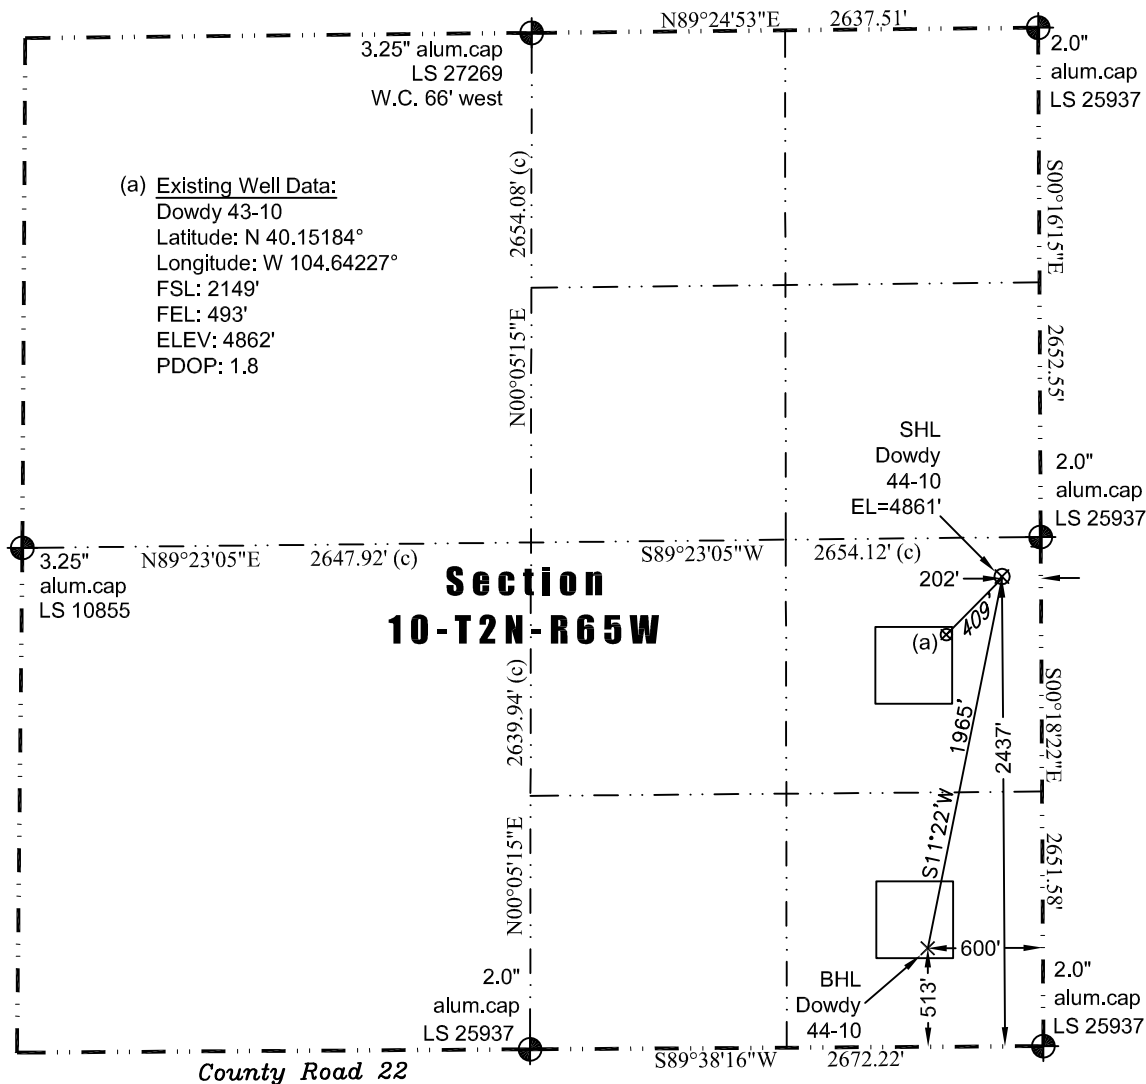 N89°24'53"E 2637.51'
3.25" alum.cap
LS 27269
W.C. 66' west
2.0"
alum.cap
LS 25937
(a) Existing Well Data:
Dowdy 43-10
Latitude: N 40.15184°
Longitude: W 104.64227°
FSL: 2149'
FEL: 493'
ELEV: 4862'
PDOP: 1.8
2654.08' (c)
N00°05'15"E
S00°16'15"E
2652.55'
SHL
Dowdy
44-10
EL=4861'
2.0"
alum.cap
LS 25937
3.25"
alum.cap
LS 10855
N89°23'05"E 2647.92' (c)
S89°23'05"W 2654.12' (c)
Section
10-T2N-R65W
202'
409'
(a)
1965'
S11°22'W
2437'
S00°18'22"E
2651.58'
2639.94' (c)
N00°05'15"E
600'
513'
BHL
Dowdy
44-10
2.0"
alum.cap
LS 25937
2.0"
alum.cap
LS 25937
S89°38'16"W 2672.22'
County Road 22